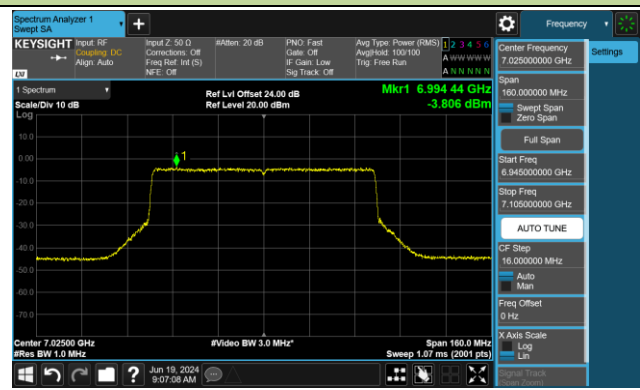 Spectrum Analyzer 1
Swept SA
Frequency
KEYSIGHT
Input: RF
Coupling: DC
Align: Auto
Input Z: 50 Ω
Corrections: Off
Freq Ref: Int (S)
NFE: Off
#Atten: 20 dB
PNO: Fast
Gate: Off
IF Gain: Low
Sig Track: Off
Avg Type: Power (RMS)
Avg|Hold: 100/100
Trig: Free Run
1 2 3 4 5 6
A W W W W W
A N N N N N
LXI
1 Spectrum
Scale/Div 10 dB
Log
Ref Lvl Offset 24.00 dB
Ref Level 20.00 dBm
Mkr1 6.994 44 GHz
-3.806 dBm
10.0
0.00
-10.0
-20.0
-30.0
-40.0
-50.0
-60.0
-70.0
1
Center 7.02500 GHz
#Res BW 1.0 MHz
#Video BW 3.0 MHz*
Span 160.0 MHz
Sweep 1.07 ms (2001 pts)
Jun 19, 2024
9:07:08 AM
Center Frequency
7.025000000 GHz
Settings
Span
160.000000 MHz
Swept Span
Zero Span
Full Span
Start Freq
6.945000000 GHz
Stop Freq
7.105000000 GHz
AUTO TUNE
CF Step
16.000000 MHz
Auto
Man
Freq Offset
0 Hz
X Axis Scale
Log
Lin
Signal Track
(Span Zoom)